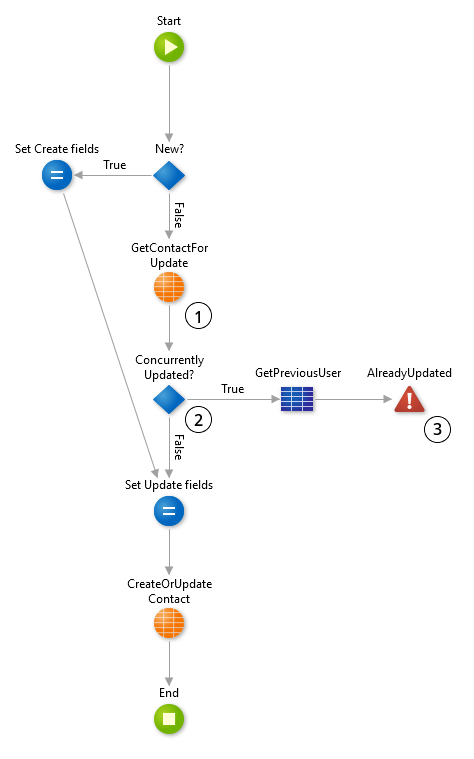 Start
Set Create fields
New?
True
False
GetContactFor
Update
1
Concurrently
Updated?
GetPreviousUser
AlreadyUpdated
True
2
3
False
Set Update fields
CreateOrUpdate
Contact
End